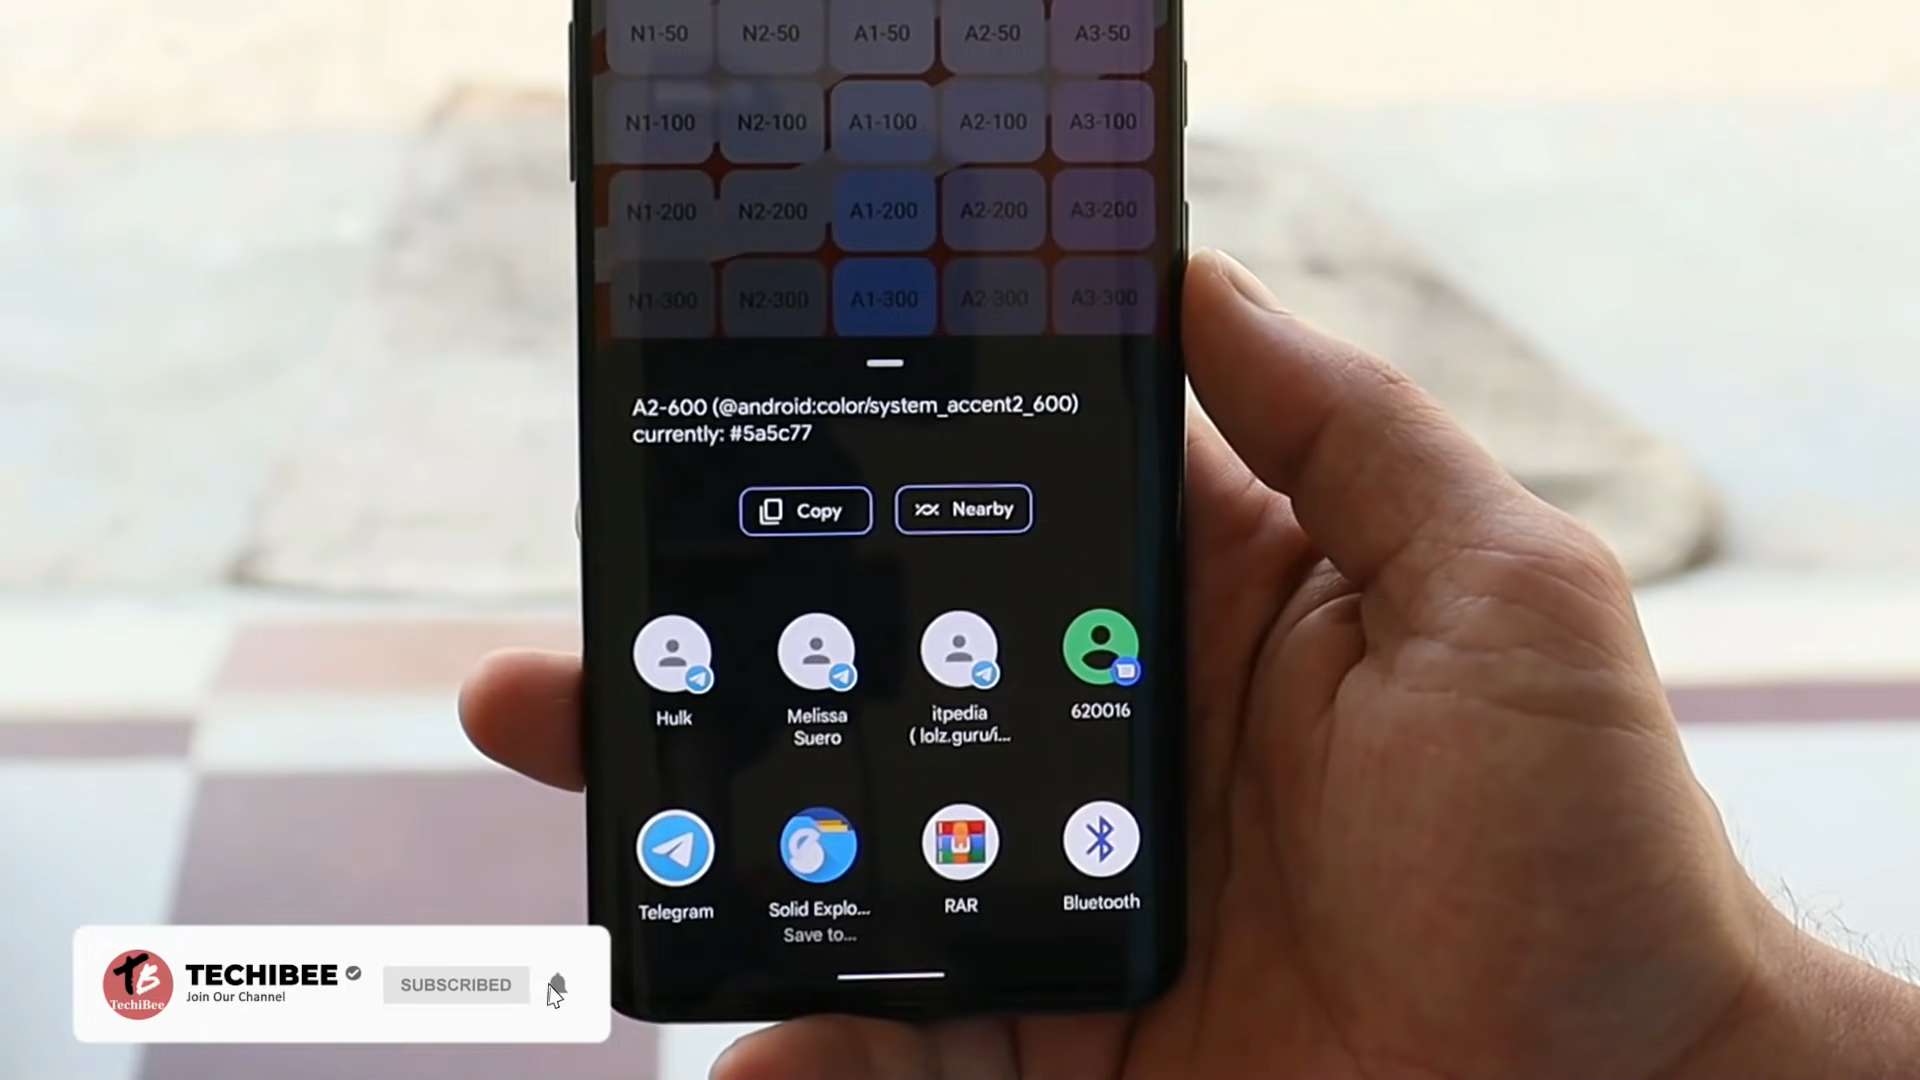 N1-50 N2-50 A1-50 A2-50 A3-50
N1-100 N2-100 A1-100 A2-100 A3-100
N1-200 N2-200 A1-200 A2-200 A3-200
N1-300 N2-300 A1-300 A2-300 A3-300
A2-600 (@android:color/system_accent2_600)
currently: #5a5c77
Copy Nearby
Hulk Melissa Suero itpedia ( lolz.guru/i... 620016
Telegram Solid Explo... Save to... RAR Bluetooth
TB
TechiBee
TECHIBEE
Join Our Channel
SUBSCRIBED